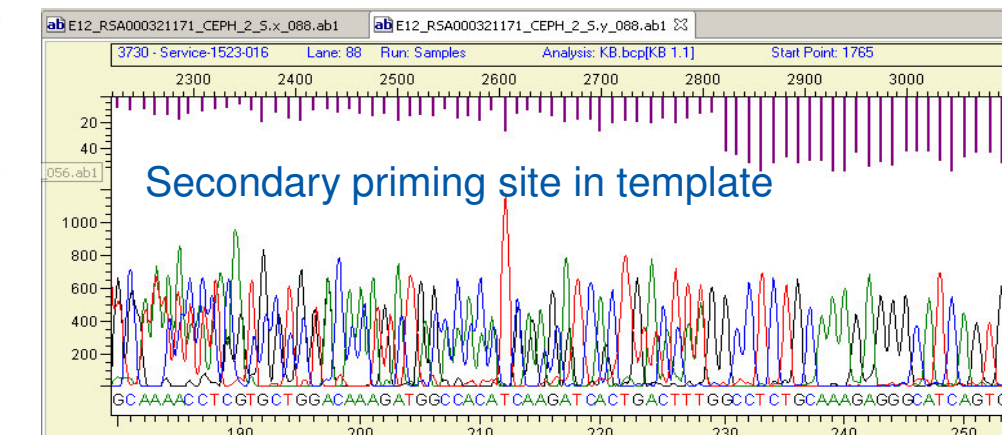 E12_RSA000321171_CEPH_2_S.x_088.ab1 E12_RSA000321171_CEPH_2_S.y_088.ab1
3730 - Service-1523-016 Lane: 88 Run: Samples Analysis: KB.bcp[KB 1.1] Start Point: 1765
2300 2400 2500 2600 2700 2800 2900 3000
20
40
056.ab1
Secondary priming site in template
1000
800
600
400
200
GCAAAACCTCGTGCTGGACAAAGATGGCCACATCAAGATCACTGACTTTGGCCTCTGCAAAGAGGGCATCAGTC
190 200 210 220 230 240 250